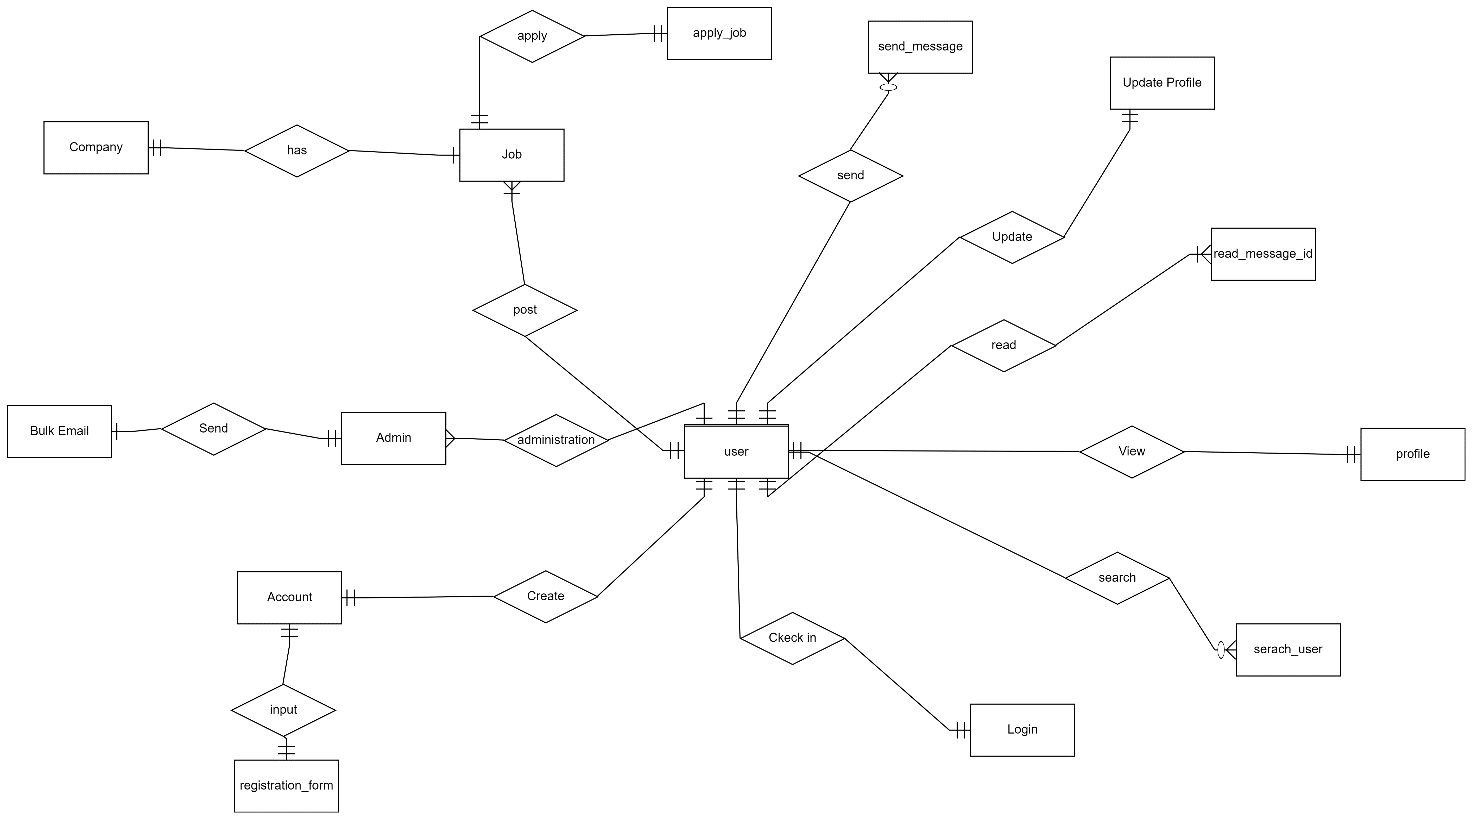 apply
apply_job
send_message
Update Profile
Company
has
Job
send
Update
read_message_id
post
read
Bulk Email
Send
Admin
administration
user
View
profile
search
Account
Create
Ckeck in
serach_user
input
Login
registration_form